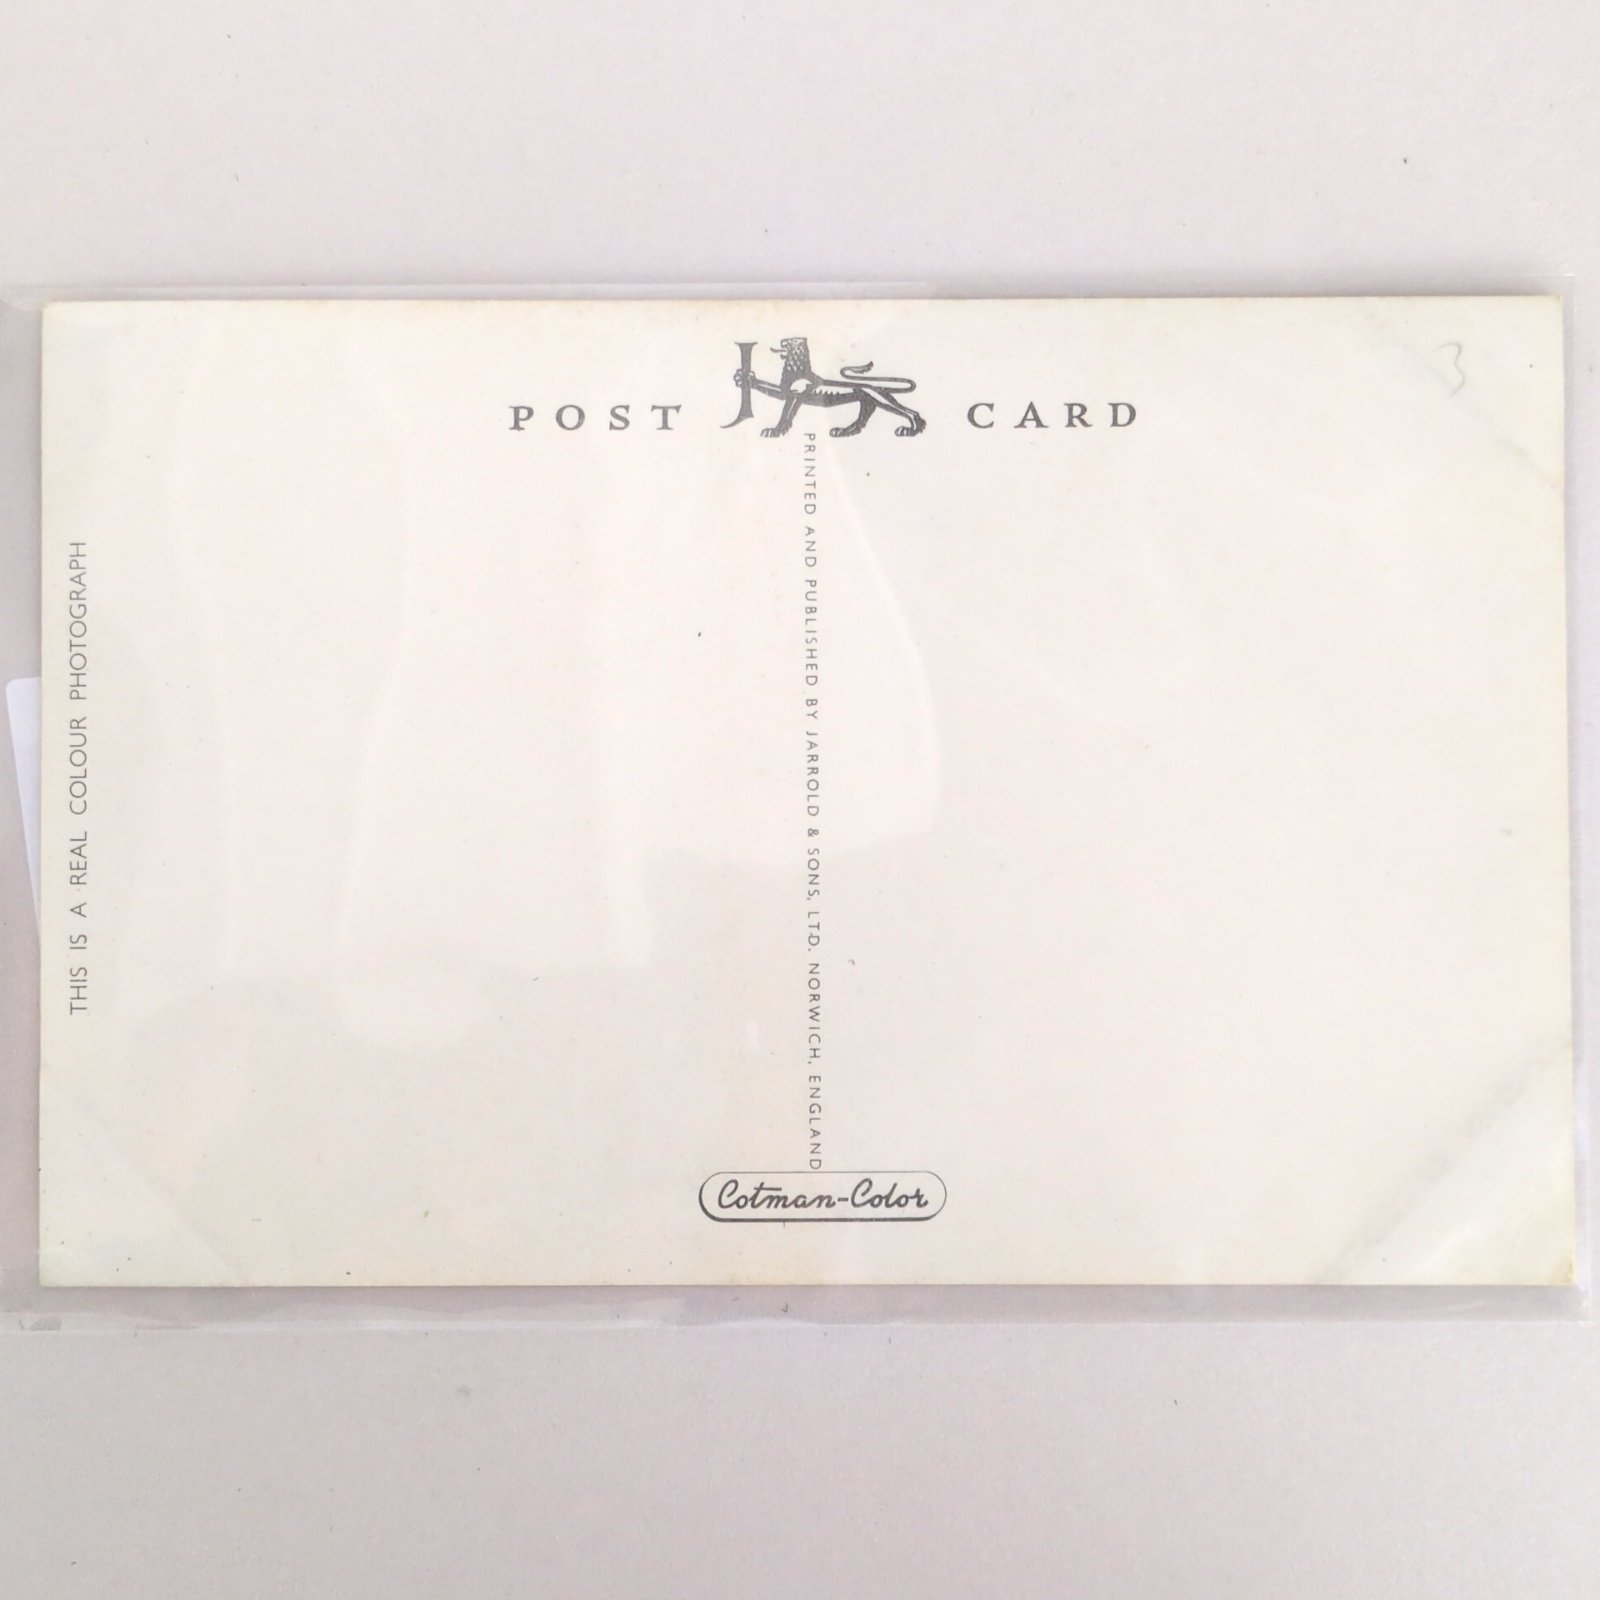 POST J CARD
PRINTED AND PUBLISHED BY JARROLD & SONS, LTD. NORWICH, ENGLAND
THIS IS A REAL COLOUR PHOTOGRAPH
Cotman-Color
3